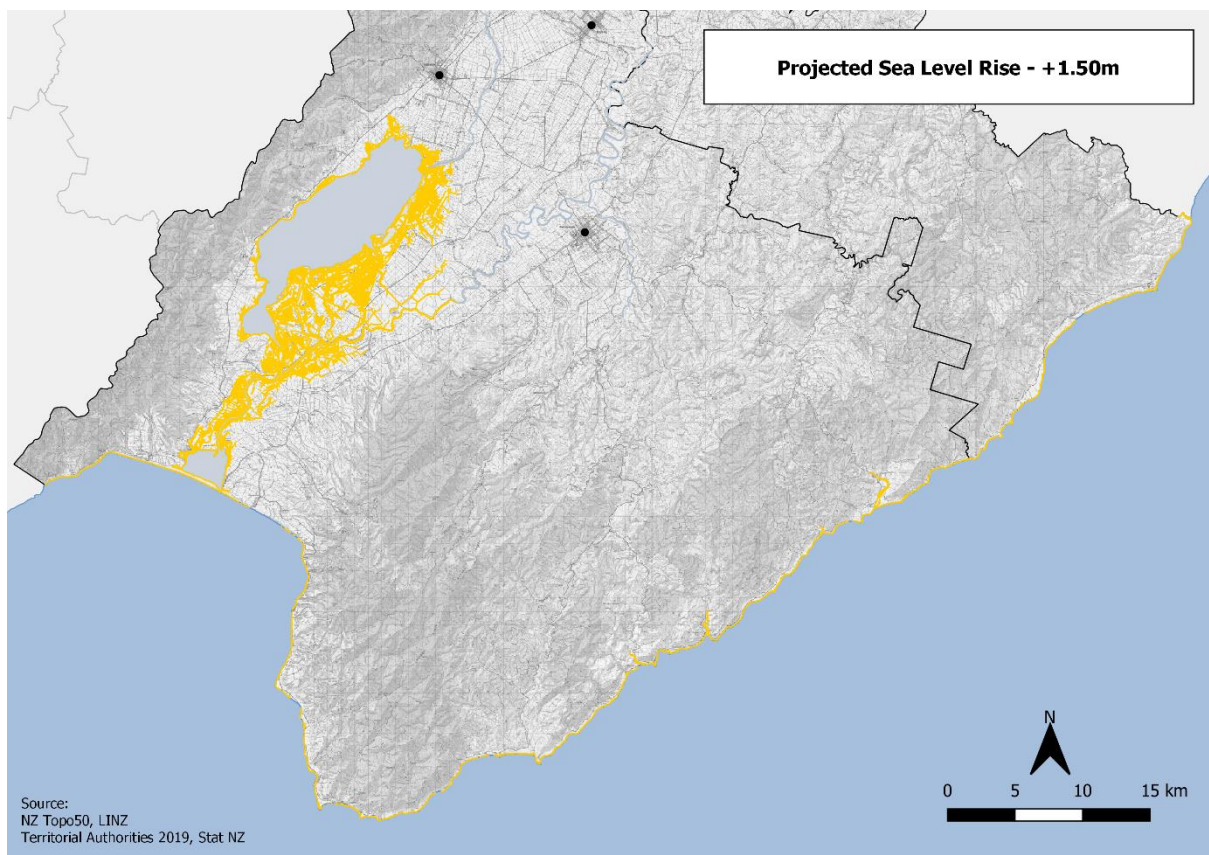 Projected Sea Level Rise - +1.50m
N
0 5 10 15 km
Source:
NZ Topo50, LINZ
Territorial Authorities 2019, Stat NZ